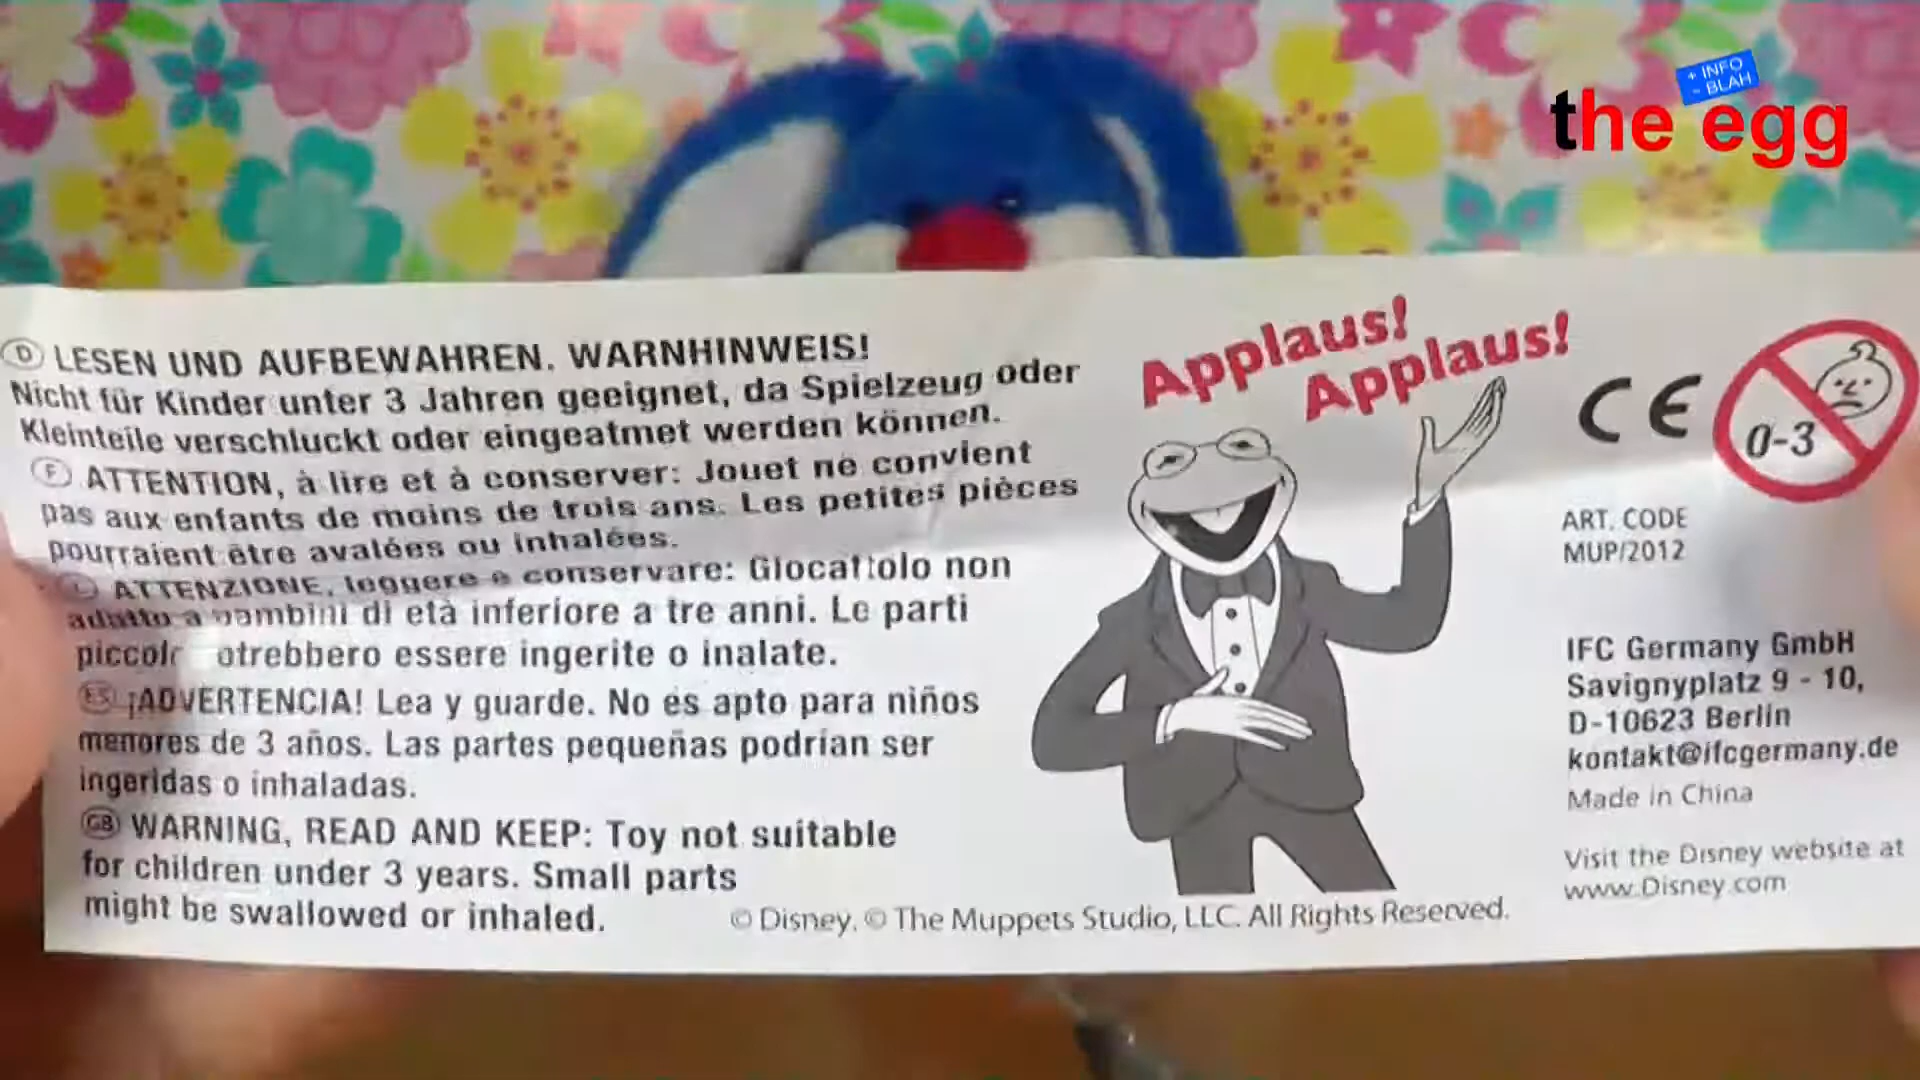 + INFO
- BLAH
the egg
D LESEN UND AUFBEWAHREN. WARNHINWEIS!
Nicht für Kinder unter 3 Jahren geeignet, da Spielzeug oder
Kleinteile verschluckt oder eingeatmet werden können.
F ATTENTION, à lire et à conserver: Jouet ne convient
pas aux enfants de moins de trois ans. Les petites pièces
pourraient être avalées ou inhalées.
ATTENZIONE, leggere e conservare: Giocattolo non
adatto a bambini di età inferiore a tre anni. Le parti
essere ingerite o inalate.
ES ¡ADVERTENCIA! Lea y guarde. No es apto para niños
menores de 3 años. Las partes pequeñas podrían ser
ingeridas o inhaladas.
GB WARNING, READ AND KEEP: Toy not suitable
for children under 3 years. Small parts
might be swallowed or inhaled.
Applaus!
Applaus!
© Disney. © The Muppets Studio, LLC. All Rights Reserved.
CE
0-3
ART. CODE
MUP/2012
IFC Germany GmbH
Savignyplatz 9 - 10,
D-10623 Berlin
kontakt@ifcgermany.de
Made in China
Visit the Disney website at
www.Disney.com